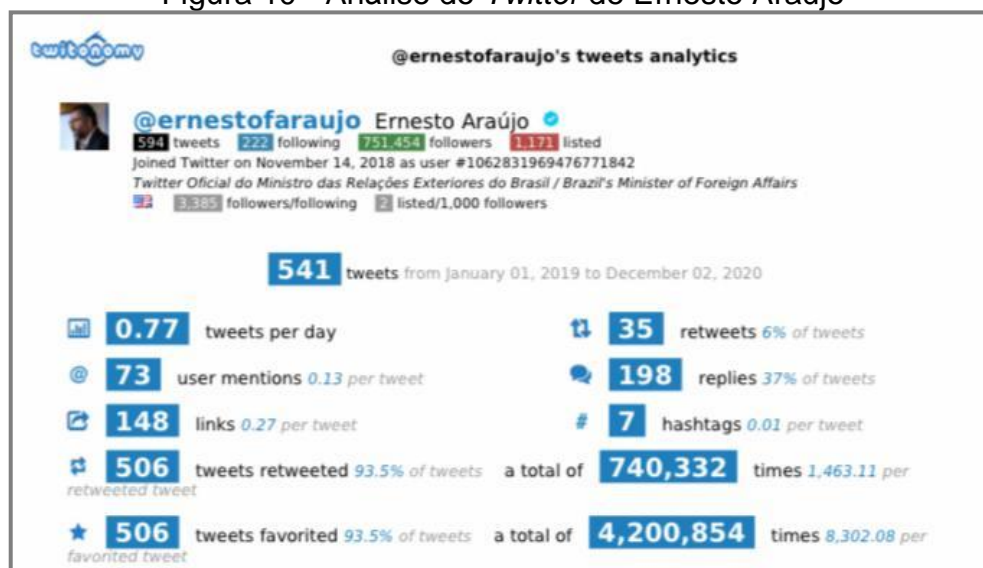 Figura 10 - Análise do Twitter de Ernesto Araújo
twitonomy
@ernestofaraujo's tweets analytics
@ernestofaraujo Ernesto Araújo
594 tweets 222 following 751.454 followers 1,171 listed
Joined Twitter on November 14, 2018 as user #1062831969476771842
Twitter Oficial do Ministro das Relações Exteriores do Brasil / Brazil's Minister of Foreign Affairs
3,385 followers/following 2 listed/1,000 followers
541 tweets from January 01, 2019 to December 02, 2020
0.77 tweets per day
35 retweets 6% of tweets
@ 73 user mentions 0.13 per tweet
198 replies 37% of tweets
148 links 0.27 per tweet
# 7 hashtags 0.01 per tweet
506 tweets retweeted 93.5% of tweets a total of 740,332 times 1,463.11 per
retweeted tweet
506 tweets favorited 93.5% of tweets a total of 4,200,854 times 8,302.08 per
favorited tweet